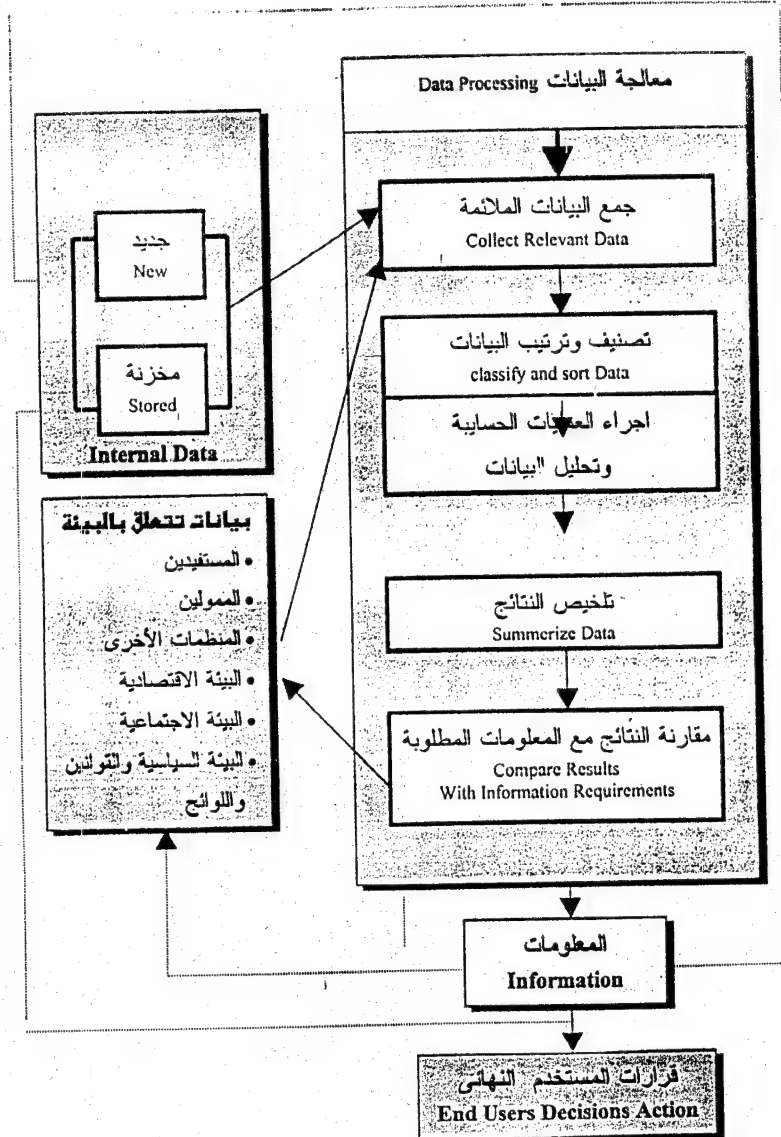 معالجة البيانات Data Processing
جمع البيانات الملائمة
Collect Relevant Data
تصنيف وترتيب البيانات
classify and sort Data
اجراء العمليات الحسابية
وتحليل البيانات
تلخيص النتائج
Summerize Data
مقارنة النتائج مع المعلومات المطلوبة
Compare Results
With Information Requirements
جديد
New
مخزنة
Stored
Internal Data
بيانات تتعلق بالبيئة
• المستفيدين
• الممولين
• المنظمات الأخرى
• البيئة الاقتصادية
• البيئة الاجتماعية
• البيئة السياسية والقوانين
واللوائح
المعلومات
Information
قرارات المستخدم النهائى
End Users Decisions Action